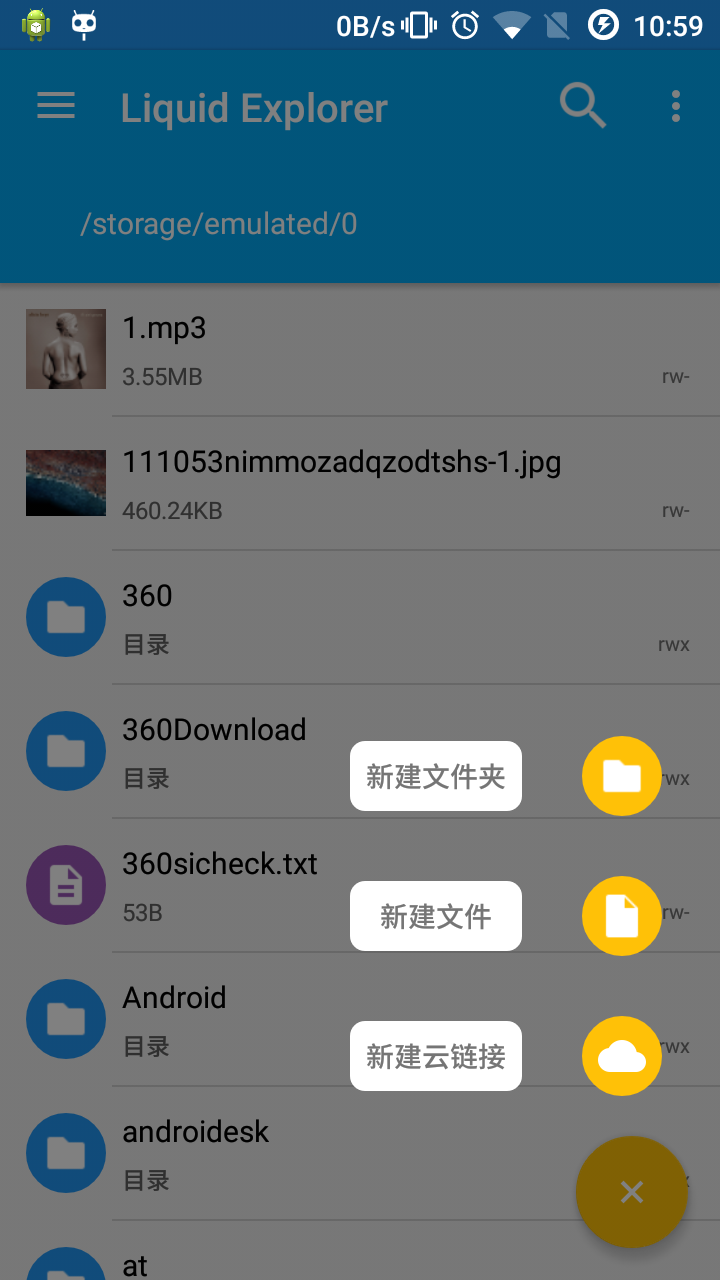 0B/s 10:59
Liquid Explorer
/storage/emulated/0
1.mp3
3.55MB rw-
111053nimmozadqzodtshs-1.jpg
460.24KB rw-
360
目录 rwx
360Download
目录 新建文件夹 rwx
360sicheck.txt
53B 新建文件 rw-
Android
目录 新建云链接 rwx
androidesk
目录
at